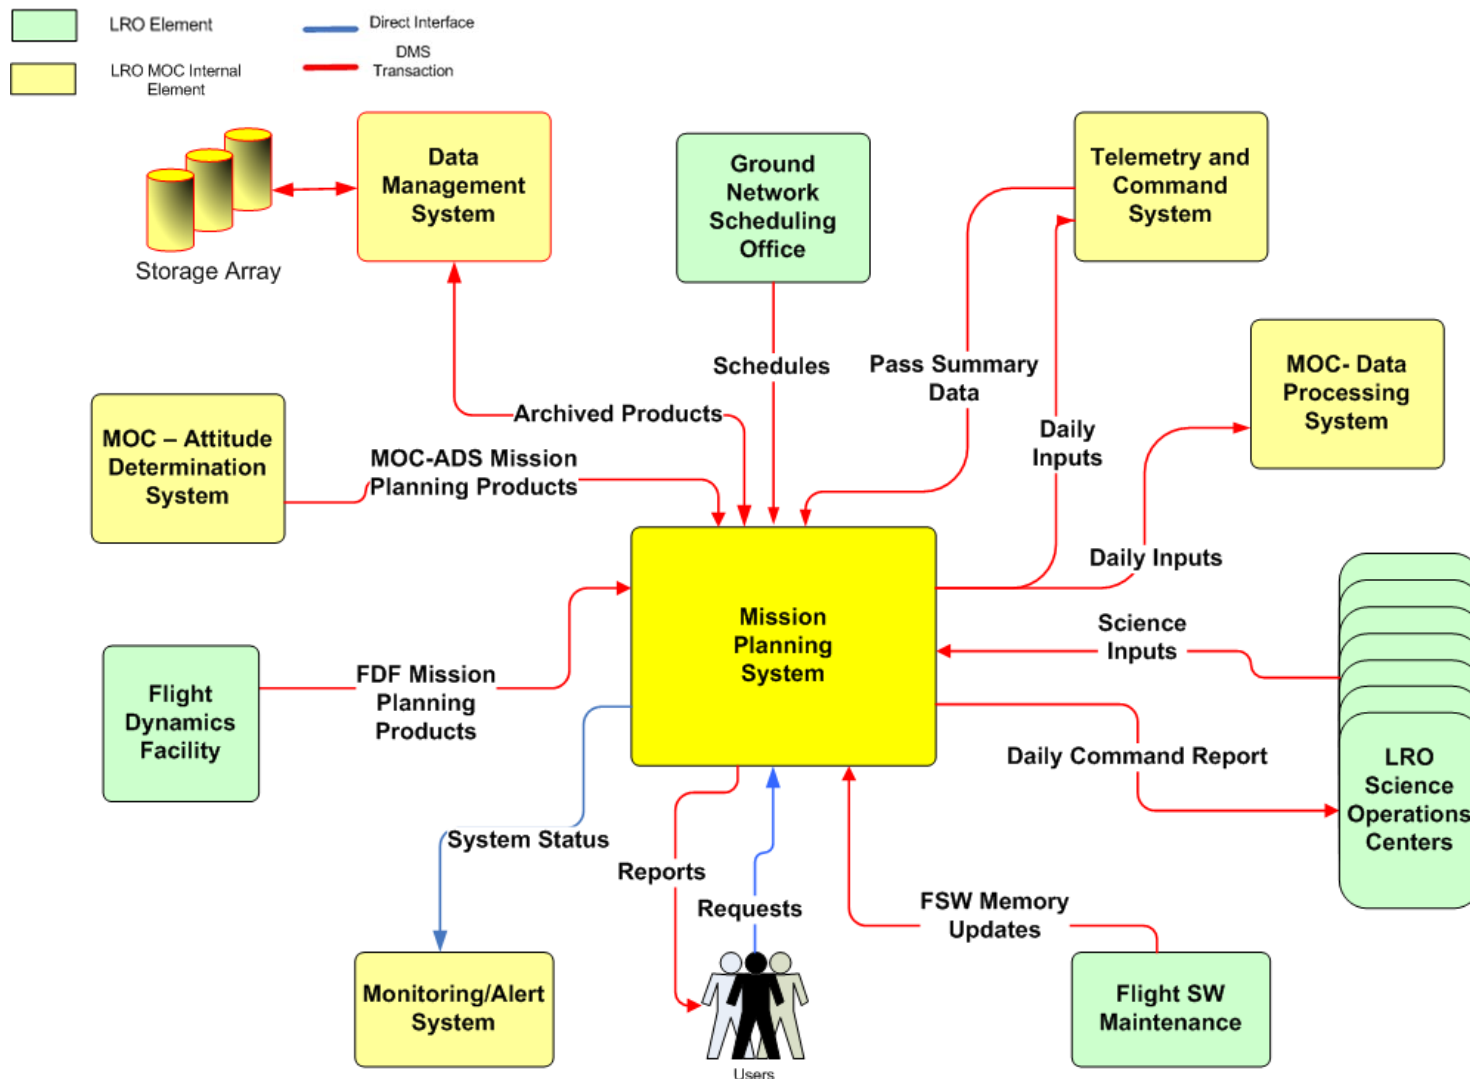 LRO Element
Direct Interface
LRO MOC Internal
Element
DMS
Transaction
Data
Management
System
Storage Array
Ground
Network
Scheduling
Office
Telemetry and
Command
System
Schedules
Pass Summary
Data
MOC- Data
Processing
System
Archived Products
Daily
Inputs
MOC – Attitude
Determination
System
MOC-ADS Mission
Planning Products
Daily Inputs
Mission
Planning
System
Science
Inputs
Flight
Dynamics
Facility
FDF Mission
Planning
Products
Daily Command Report
LRO
Science
Operations
Centers
System Status
Reports
Requests
FSW Memory
Updates
Monitoring/Alert
System
Flight SW
Maintenance
Users